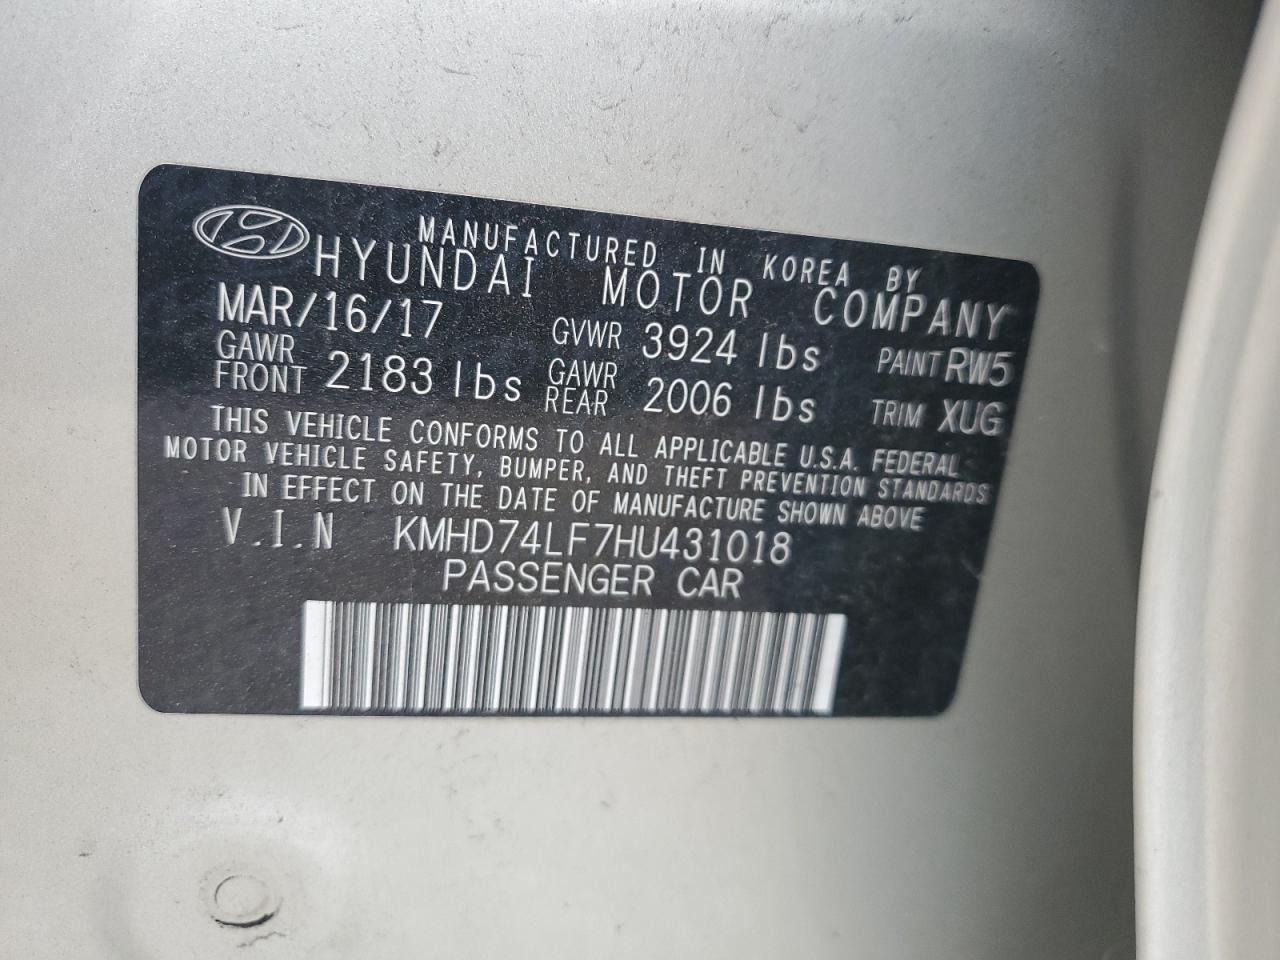 MANUFACTURED IN KOREA BY
HYUNDAI MOTOR COMPANY
MAR/16/17 GVWR 3924 lbs PAINT RW5
GAWR FRONT 2183 lbs GAWR REAR 2006 lbs TRIM XUG
THIS VEHICLE CONFORMS TO ALL APPLICABLE U.S.A. FEDERAL
MOTOR VEHICLE SAFETY, BUMPER, AND THEFT PREVENTION STANDARDS
IN EFFECT ON THE DATE OF MANUFACTURE SHOWN ABOVE
V.I.N KMHD74LF7HU431018
PASSENGER CAR